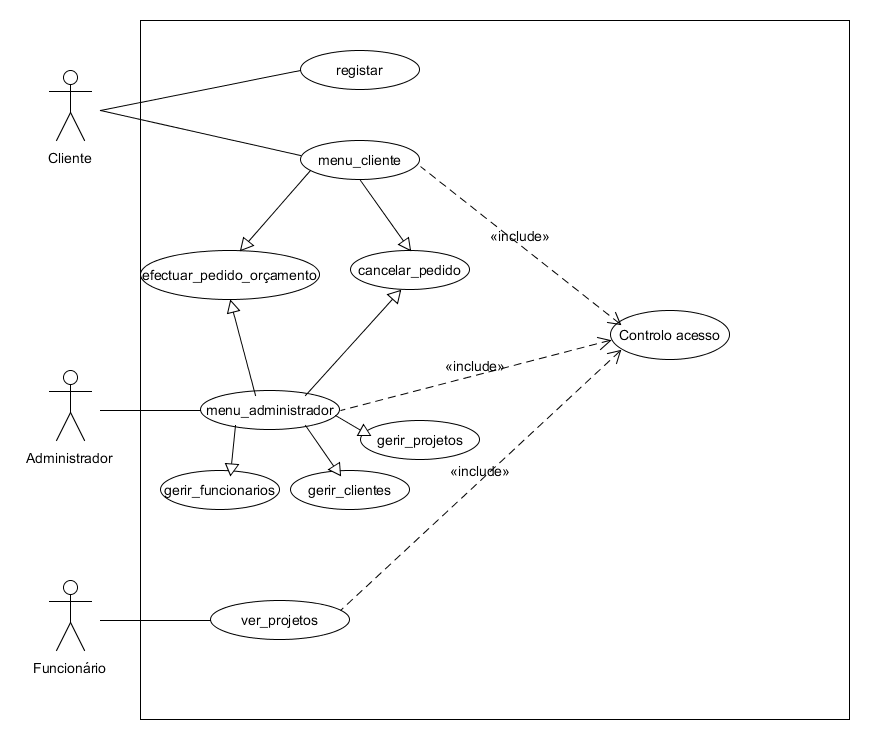 registar
Cliente
menu_cliente
«include»
efectuar_pedido_orçamento
cancelar_pedido
Controlo acesso
«include»
menu_administrador
Administrador
gerir_projetos
«include»
gerir_funcionarios
gerir_clientes
ver_projetos
Funcionário